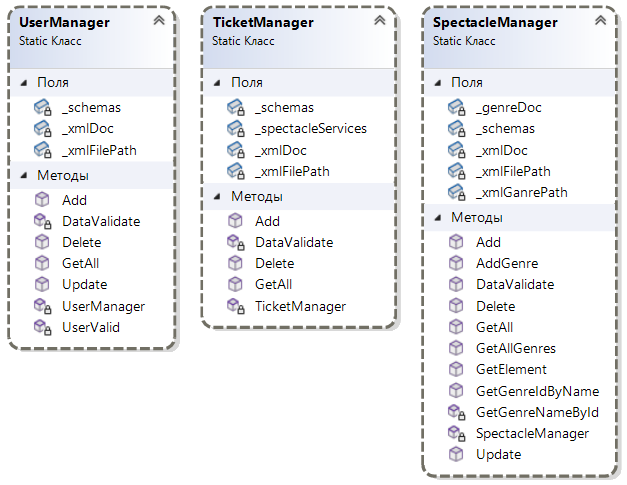 UserManager
Static Класс
Поля
_schemas
_xmlDoc
_xmlFilePath
Методы
Add
DataValidate
Delete
GetAll
Update
UserManager
UserValid
TicketManager
Static Класс
Поля
_schemas
_spectacleServices
_xmlDoc
_xmlFilePath
Методы
Add
DataValidate
Delete
GetAll
TicketManager
SpectacleManager
Static Класс
Поля
_genreDoc
_schemas
_xmlDoc
_xmlFilePath
_xmlGanrePath
Методы
Add
AddGenre
DataValidate
Delete
GetAll
GetAllGenres
GetElement
GetGenreIdByName
GetGenreNameById
SpectacleManager
Update